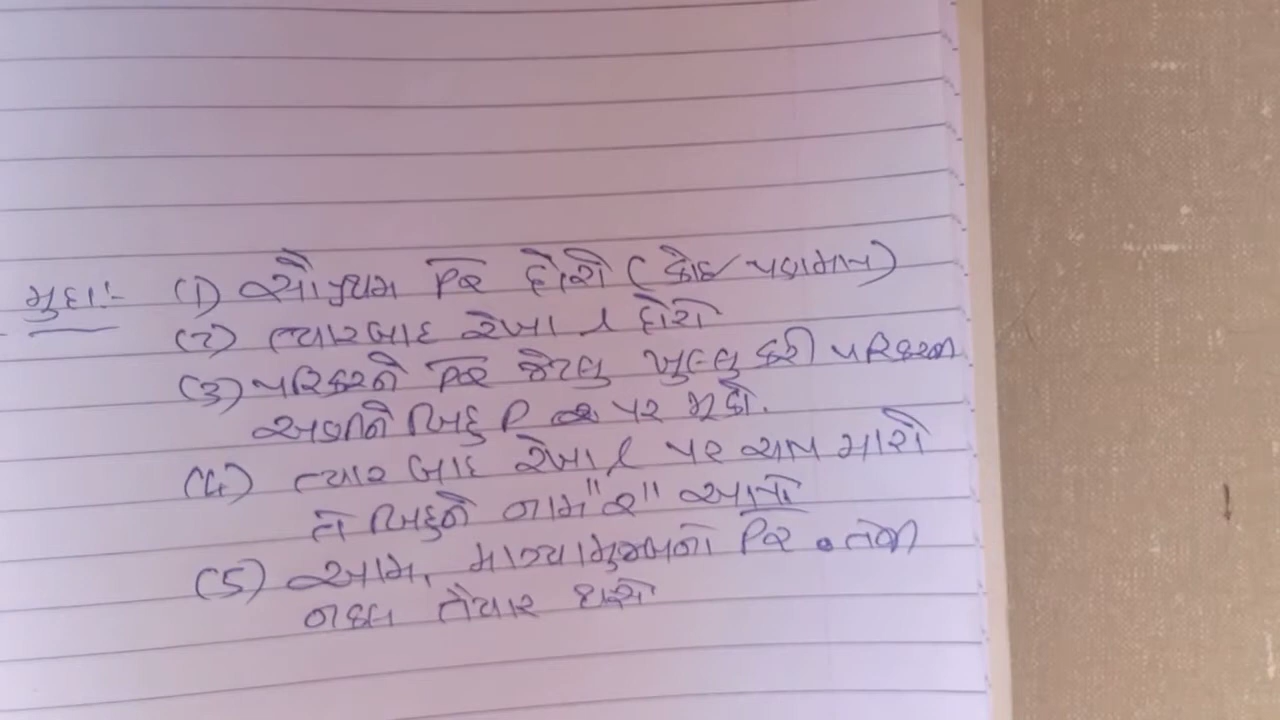 મુદ્દા:- (1) સૌપ્રથમ PQ દોરો (કોઇ પણ માપ)
(2) ત્યારબાદ રેખા l દોરો
(3) પરિકરને PQ જેટલુ ખુલ્લુ કરી પરિકરની
અણીને બિંદુ P પર મૂકો.
(4) ત્યાર બાદ રેખા l પર ચાપ મારો
તે બિંદુને નામ "R" આપો
(5) આમ, માગ્યા મુજબનો PQ તેની
નકલ તૈયાર થશે